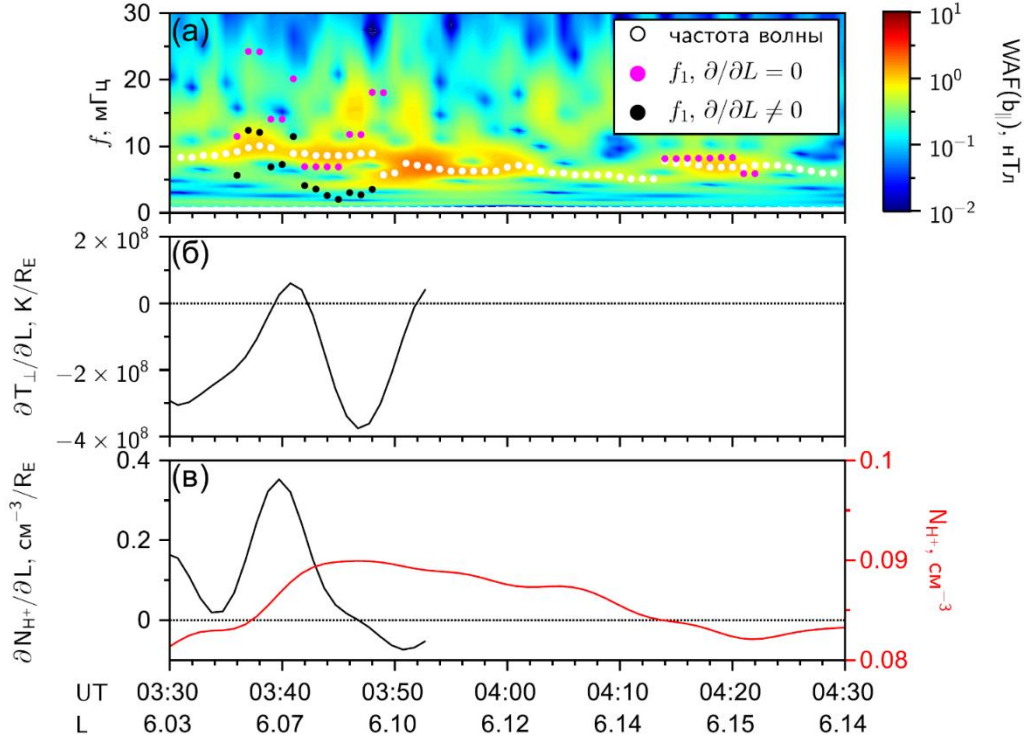 (а)
30
20
10
0
f, мГц
частота волны
f₁, ∂/∂L = 0
f₁, ∂/∂L ≠ 0
10¹
10⁰
10⁻¹
10⁻²
WAF(b||), нТл
(б)
2 × 10⁸
0
−2 × 10⁸
−4 × 10⁸
∂T⊥/∂L, K/R_E
(в)
0.4
0.2
0
∂N_H+/∂L, см⁻³/R_E
0.1
0.09
0.08
N_H+, см⁻³
UT 03:30 03:40 03:50 04:00 04:10 04:20 04:30
L 6.03 6.07 6.10 6.12 6.14 6.15 6.14